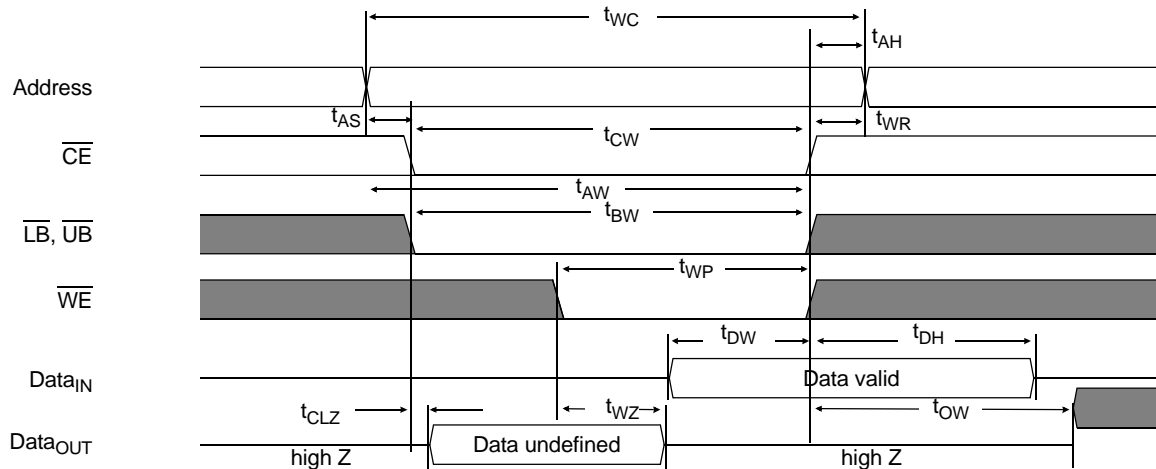 tWC
tAH
Address
tAS
tCW
tWR
CE
tAW
LB, UB
tBW
tWP
WE
tDW
tDH
DataIN
Data valid
tCLZ
tWZ
tOW
DataOUT
Data undefined
high Z
high Z